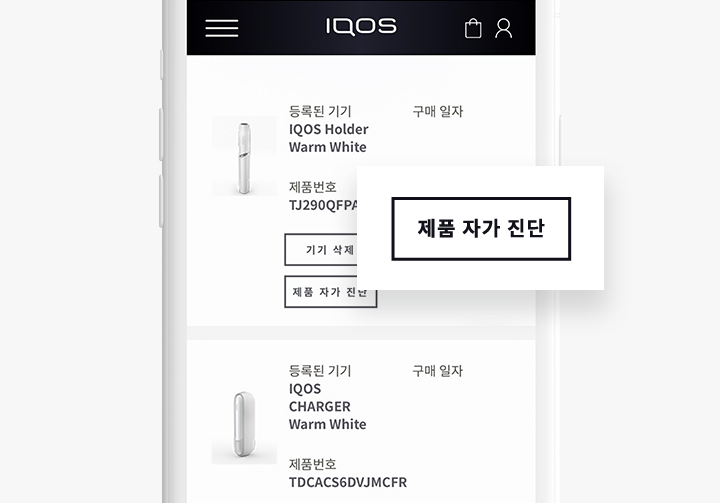 IQOS
등록된 기기
구매 일자
IQOS Holder
Warm White
제품번호
TJ290QFPA
기기 삭제
제품 자가 진단
제품 자가 진단
등록된 기기
구매 일자
IQOS
CHARGER
Warm White
제품번호
TDCACS6DVJMCFR